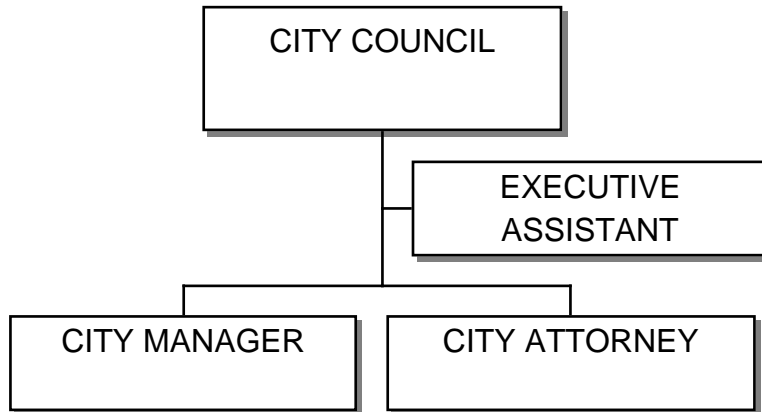 CITY COUNCIL
EXECUTIVE
ASSISTANT
CITY MANAGER
CITY ATTORNEY